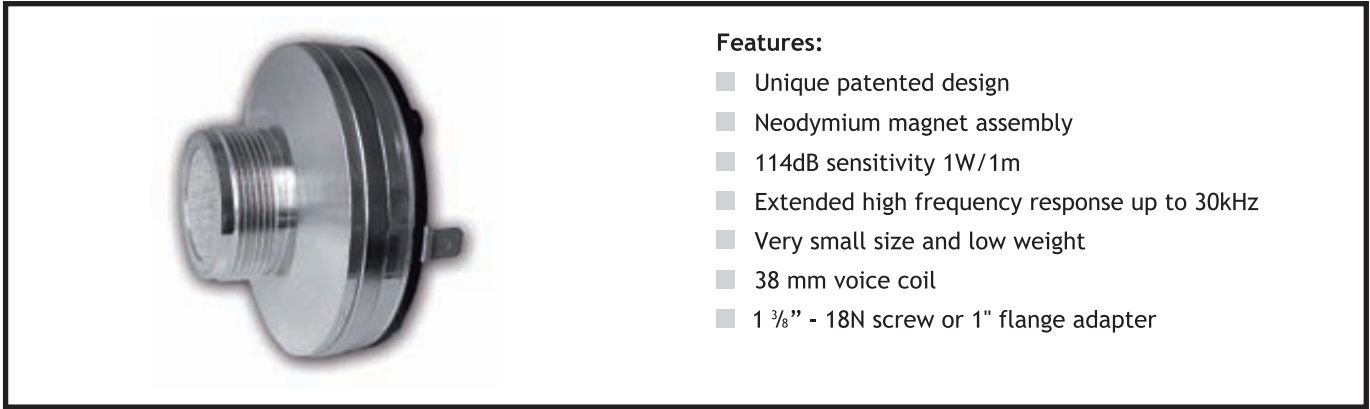 Features:
Unique patented design
Neodymium magnet assembly
114dB sensitivity 1W/1m
Extended high frequency response up to 30kHz
Very small size and low weight
38 mm voice coil
1 ³/₈” - 18N screw or 1" flange adapter